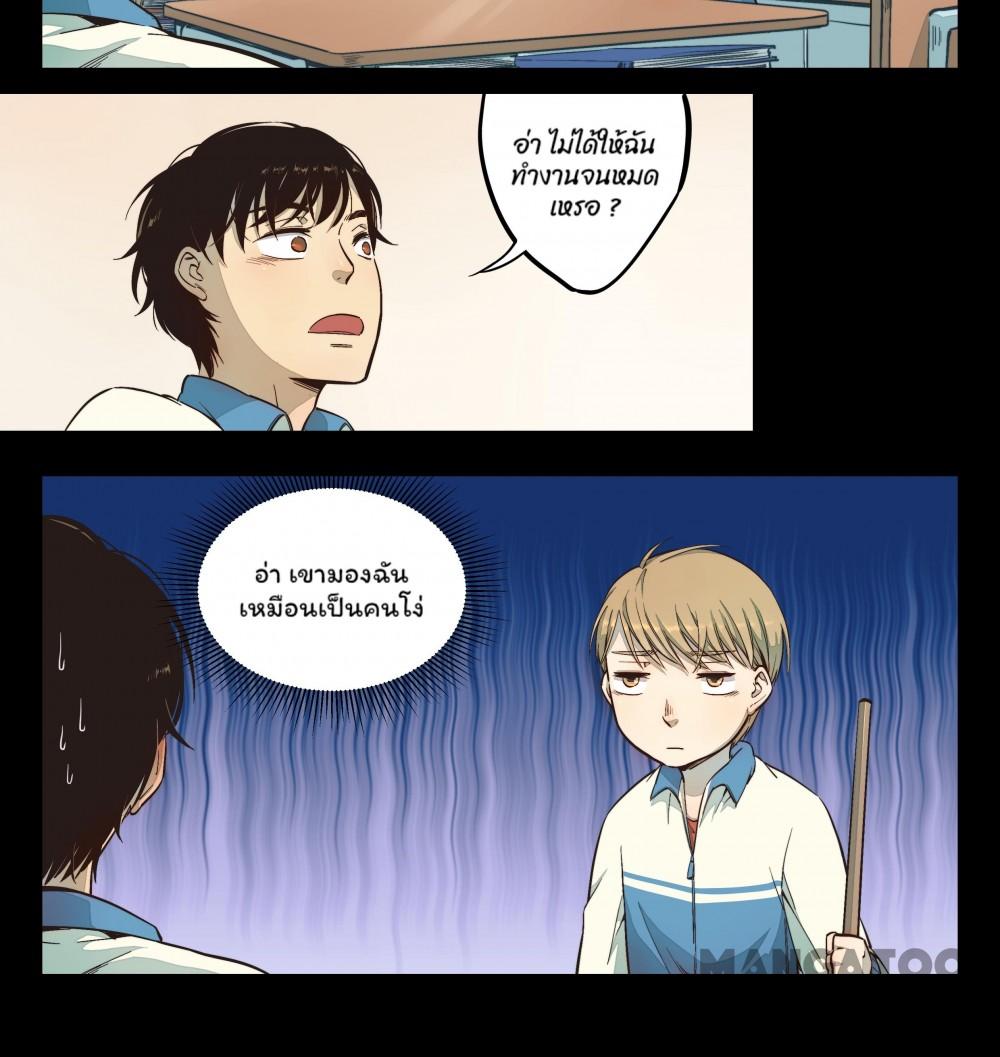 อ่า ไม่ได้ให้ฉัน
ทำงานจนหมด
เหรอ ?
อ่า เขามองฉัน
เหมือนเป็นคนโง่
MANGATOO